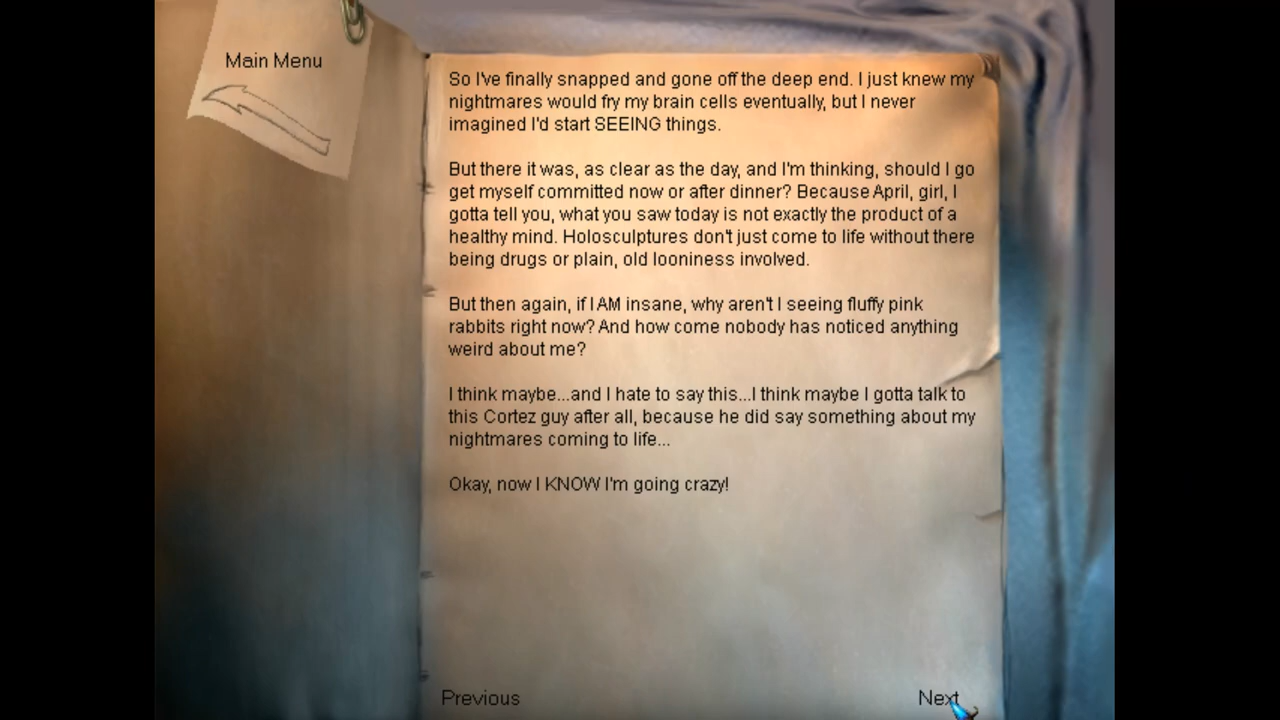 Main Menu
So I've finally snapped and gone off the deep end. I just knew my
nightmares would fry my brain cells eventually, but I never
imagined I'd start SEEING things.
But there it was, as clear as the day, and I'm thinking, should I go
get myself committed now or after dinner? Because April, girl, I
gotta tell you, what you saw today is not exactly the product of a
healthy mind. Holosculptures don't just come to life without there
being drugs or plain, old looniness involved.
But then again, if I AM insane, why aren't I seeing fluffy pink
rabbits right now? And how come nobody has noticed anything
weird about me?
I think maybe...and I hate to say this...I think maybe I gotta talk to
this Cortez guy after all, because he did say something about my
nightmares coming to life...
Okay, now I KNOW I'm going crazy!
Previous
Next